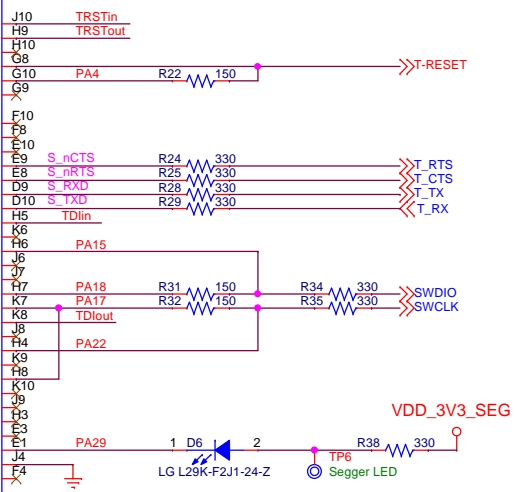 J10 TRSTin
H9 TRSTout
H10
G8 T-RESET
G10 PA4 R22 150
G9
F10
F8
E10
E9 S_nCTS R24 330 T_RTS
E8 S_nRTS R25 330 T_CTS
D9 S_RXD R28 330 T_TX
D10 S_TXD R29 330 T_RX
H5 TDIin
K6
H6 PA15
J6
J7
H7 PA18 R31 150 R34 330 SWDIO
K7 PA17 R32 150 R35 330 SWCLK
K8 TDIout
J8
H4 PA22
K9
H8
K10
J9
H3
E3
VDD_3V3_SEG
E1 PA29 1 D6 2 R38 330
J4 TP6
F4 LG L29K-F2J1-24-Z Segger LED